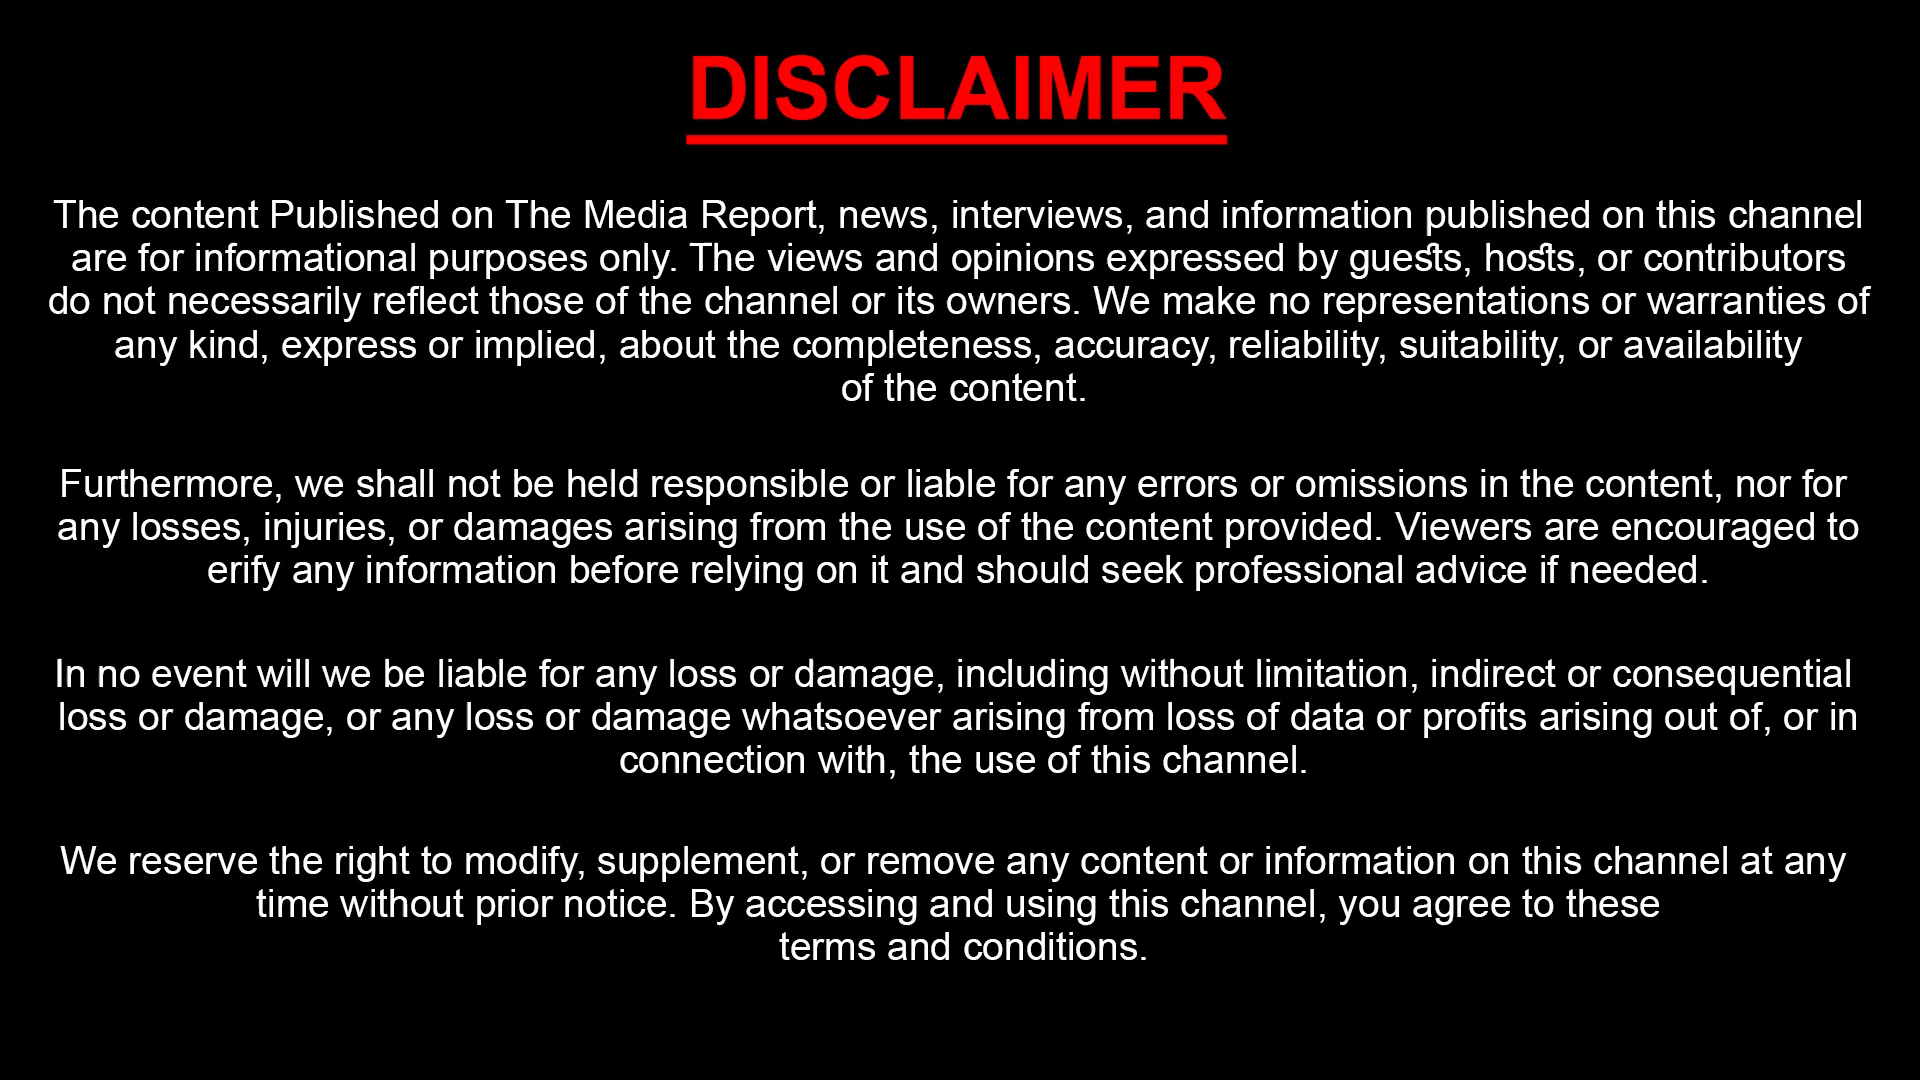 DISCLAIMER
The content Published on The Media Report, news, interviews, and information published on this channel
are for informational purposes only. The views and opinions expressed by guests, hosts, or contributors
do not necessarily reflect those of the channel or its owners. We make no representations or warranties of
any kind, express or implied, about the completeness, accuracy, reliability, suitability, or availability
of the content.
Furthermore, we shall not be held responsible or liable for any errors or omissions in the content, nor for
any losses, injuries, or damages arising from the use of the content provided. Viewers are encouraged to
erify any information before relying on it and should seek professional advice if needed.
In no event will we be liable for any loss or damage, including without limitation, indirect or consequential
loss or damage, or any loss or damage whatsoever arising from loss of data or profits arising out of, or in
connection with, the use of this channel.
We reserve the right to modify, supplement, or remove any content or information on this channel at any
time without prior notice. By accessing and using this channel, you agree to these
terms and conditions.